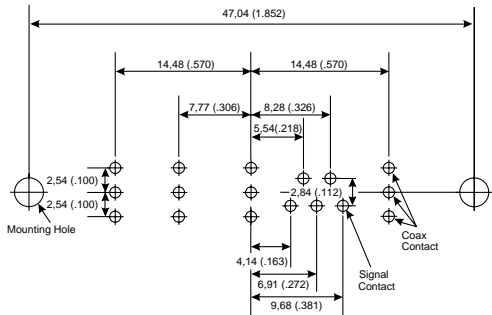 47,04 (1.852)
14,48 (.570)
14,48 (.570)
7,77 (.306)
8,28 (.326)
5,54(.218)
2,54 (.100)
2,84 (.112)
2,54 (.100)
Mounting Hole
Coax
Contact
4,14 (.163)
Signal
Contact
6,91 (.272)
9,68 (.381)